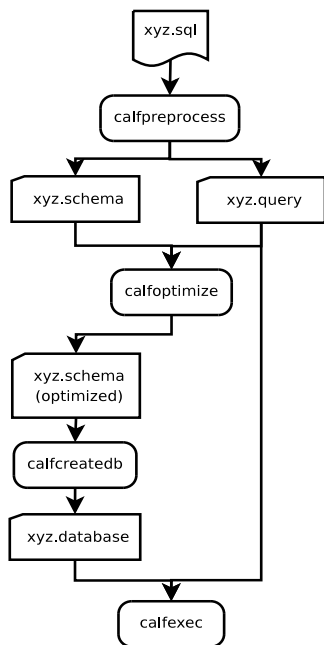 xyz.sql
calfpreprocess
xyz.schema
xyz.query
calfoptimize
xyz.schema
(optimized)
calfcreatedb
xyz.database
calfexec